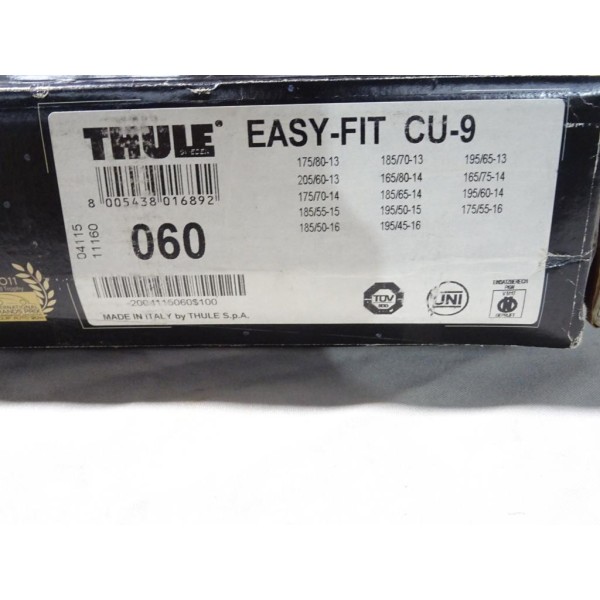 THULE® EASY-FIT CU-9
175/80-13 185/70-13 195/65-13
205/60-13 165/80-14 165/75-14
175/70-14 185/65-14 195/60-14
185/55-15 195/50-15 175/55-16
185/50-16 195/45-16
8 005438 016892
04115
11160
060
MADE IN ITALY by THULE S.p.A.
TÜV
UNI